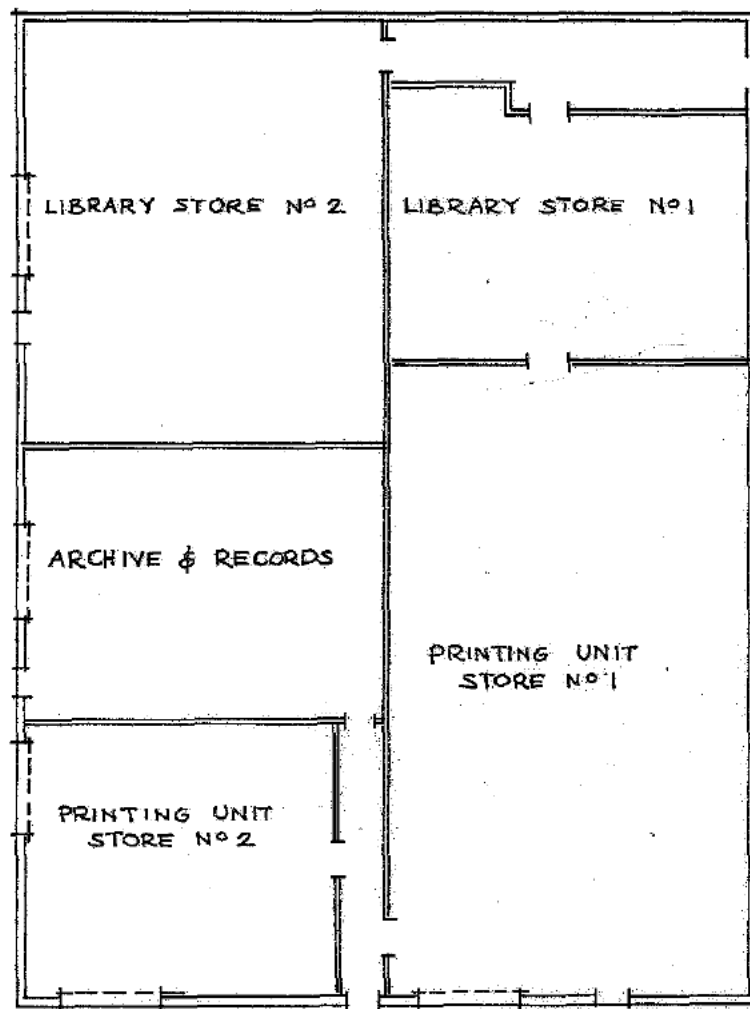 LIBRARY STORE Nº 2
LIBRARY STORE Nº 1
ARCHIVE & RECORDS
PRINTING UNIT
STORE Nº 1
PRINTING UNIT
STORE Nº 2